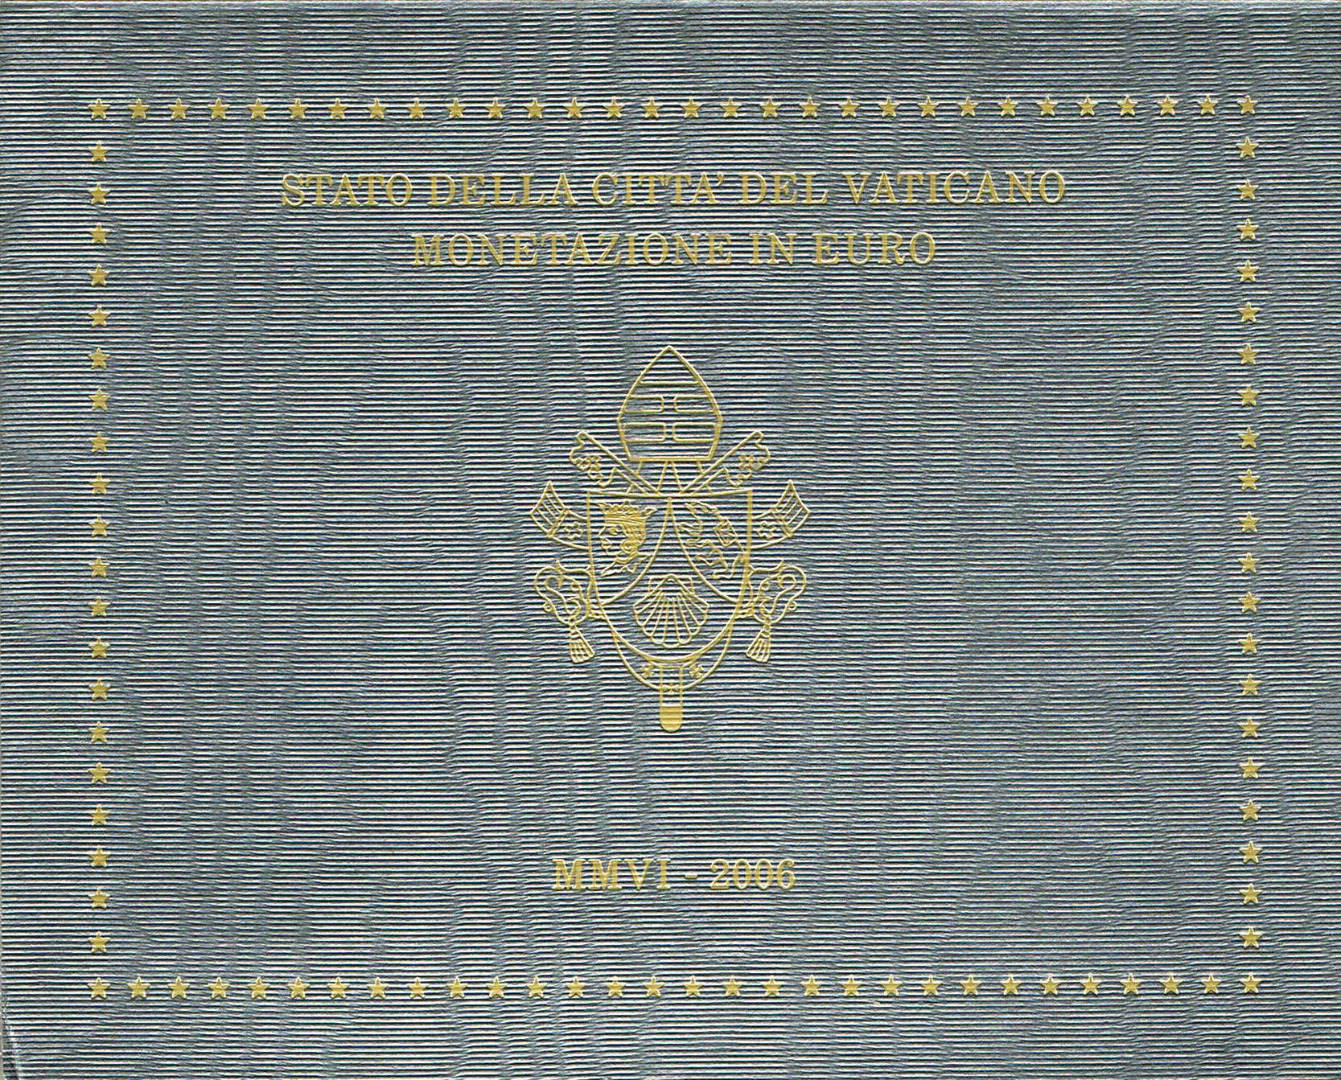 STATO DELLA CITTA' DEL VATICANO
MONETAZIONE IN EURO
MMVI - 2006